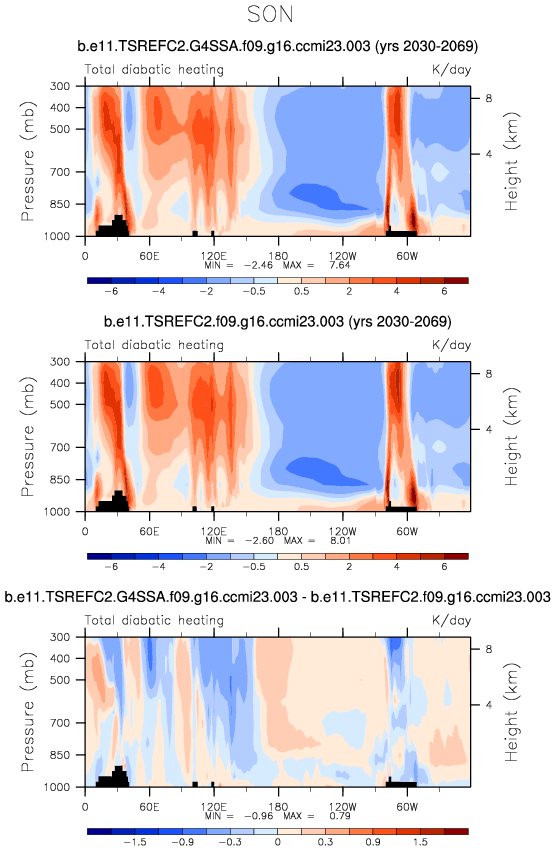 SON
b.e11.TSREFC2.G4SSA.f09.g16.ccmi23.003 (yrs 2030-2069)
Total diabatic heating K/day
300
400
500
700
850
1000
Pressure (mb)
8
4
Height (km)
0 60E 120E 180 120W 60W
MIN = -2.46 MAX = 7.64
-6 -4 -2 -0.5 0.5 2 4 6
b.e11.TSREFC2.f09.g16.ccmi23.003 (yrs 2030-2069)
Total diabatic heating K/day
300
400
500
700
850
1000
Pressure (mb)
8
4
Height (km)
0 60E 120E 180 120W 60W
MIN = -2.60 MAX = 8.01
-6 -4 -2 -0.5 0.5 2 4 6
b.e11.TSREFC2.G4SSA.f09.g16.ccmi23.003 - b.e11.TSREFC2.f09.g16.ccmi23.003
Total diabatic heating K/day
300
400
500
700
850
1000
Pressure (mb)
8
4
Height (km)
0 60E 120E 180 120W 60W
MIN = -0.96 MAX = 0.79
-1.5 -0.9 -0.3 0 0.3 0.9 1.5